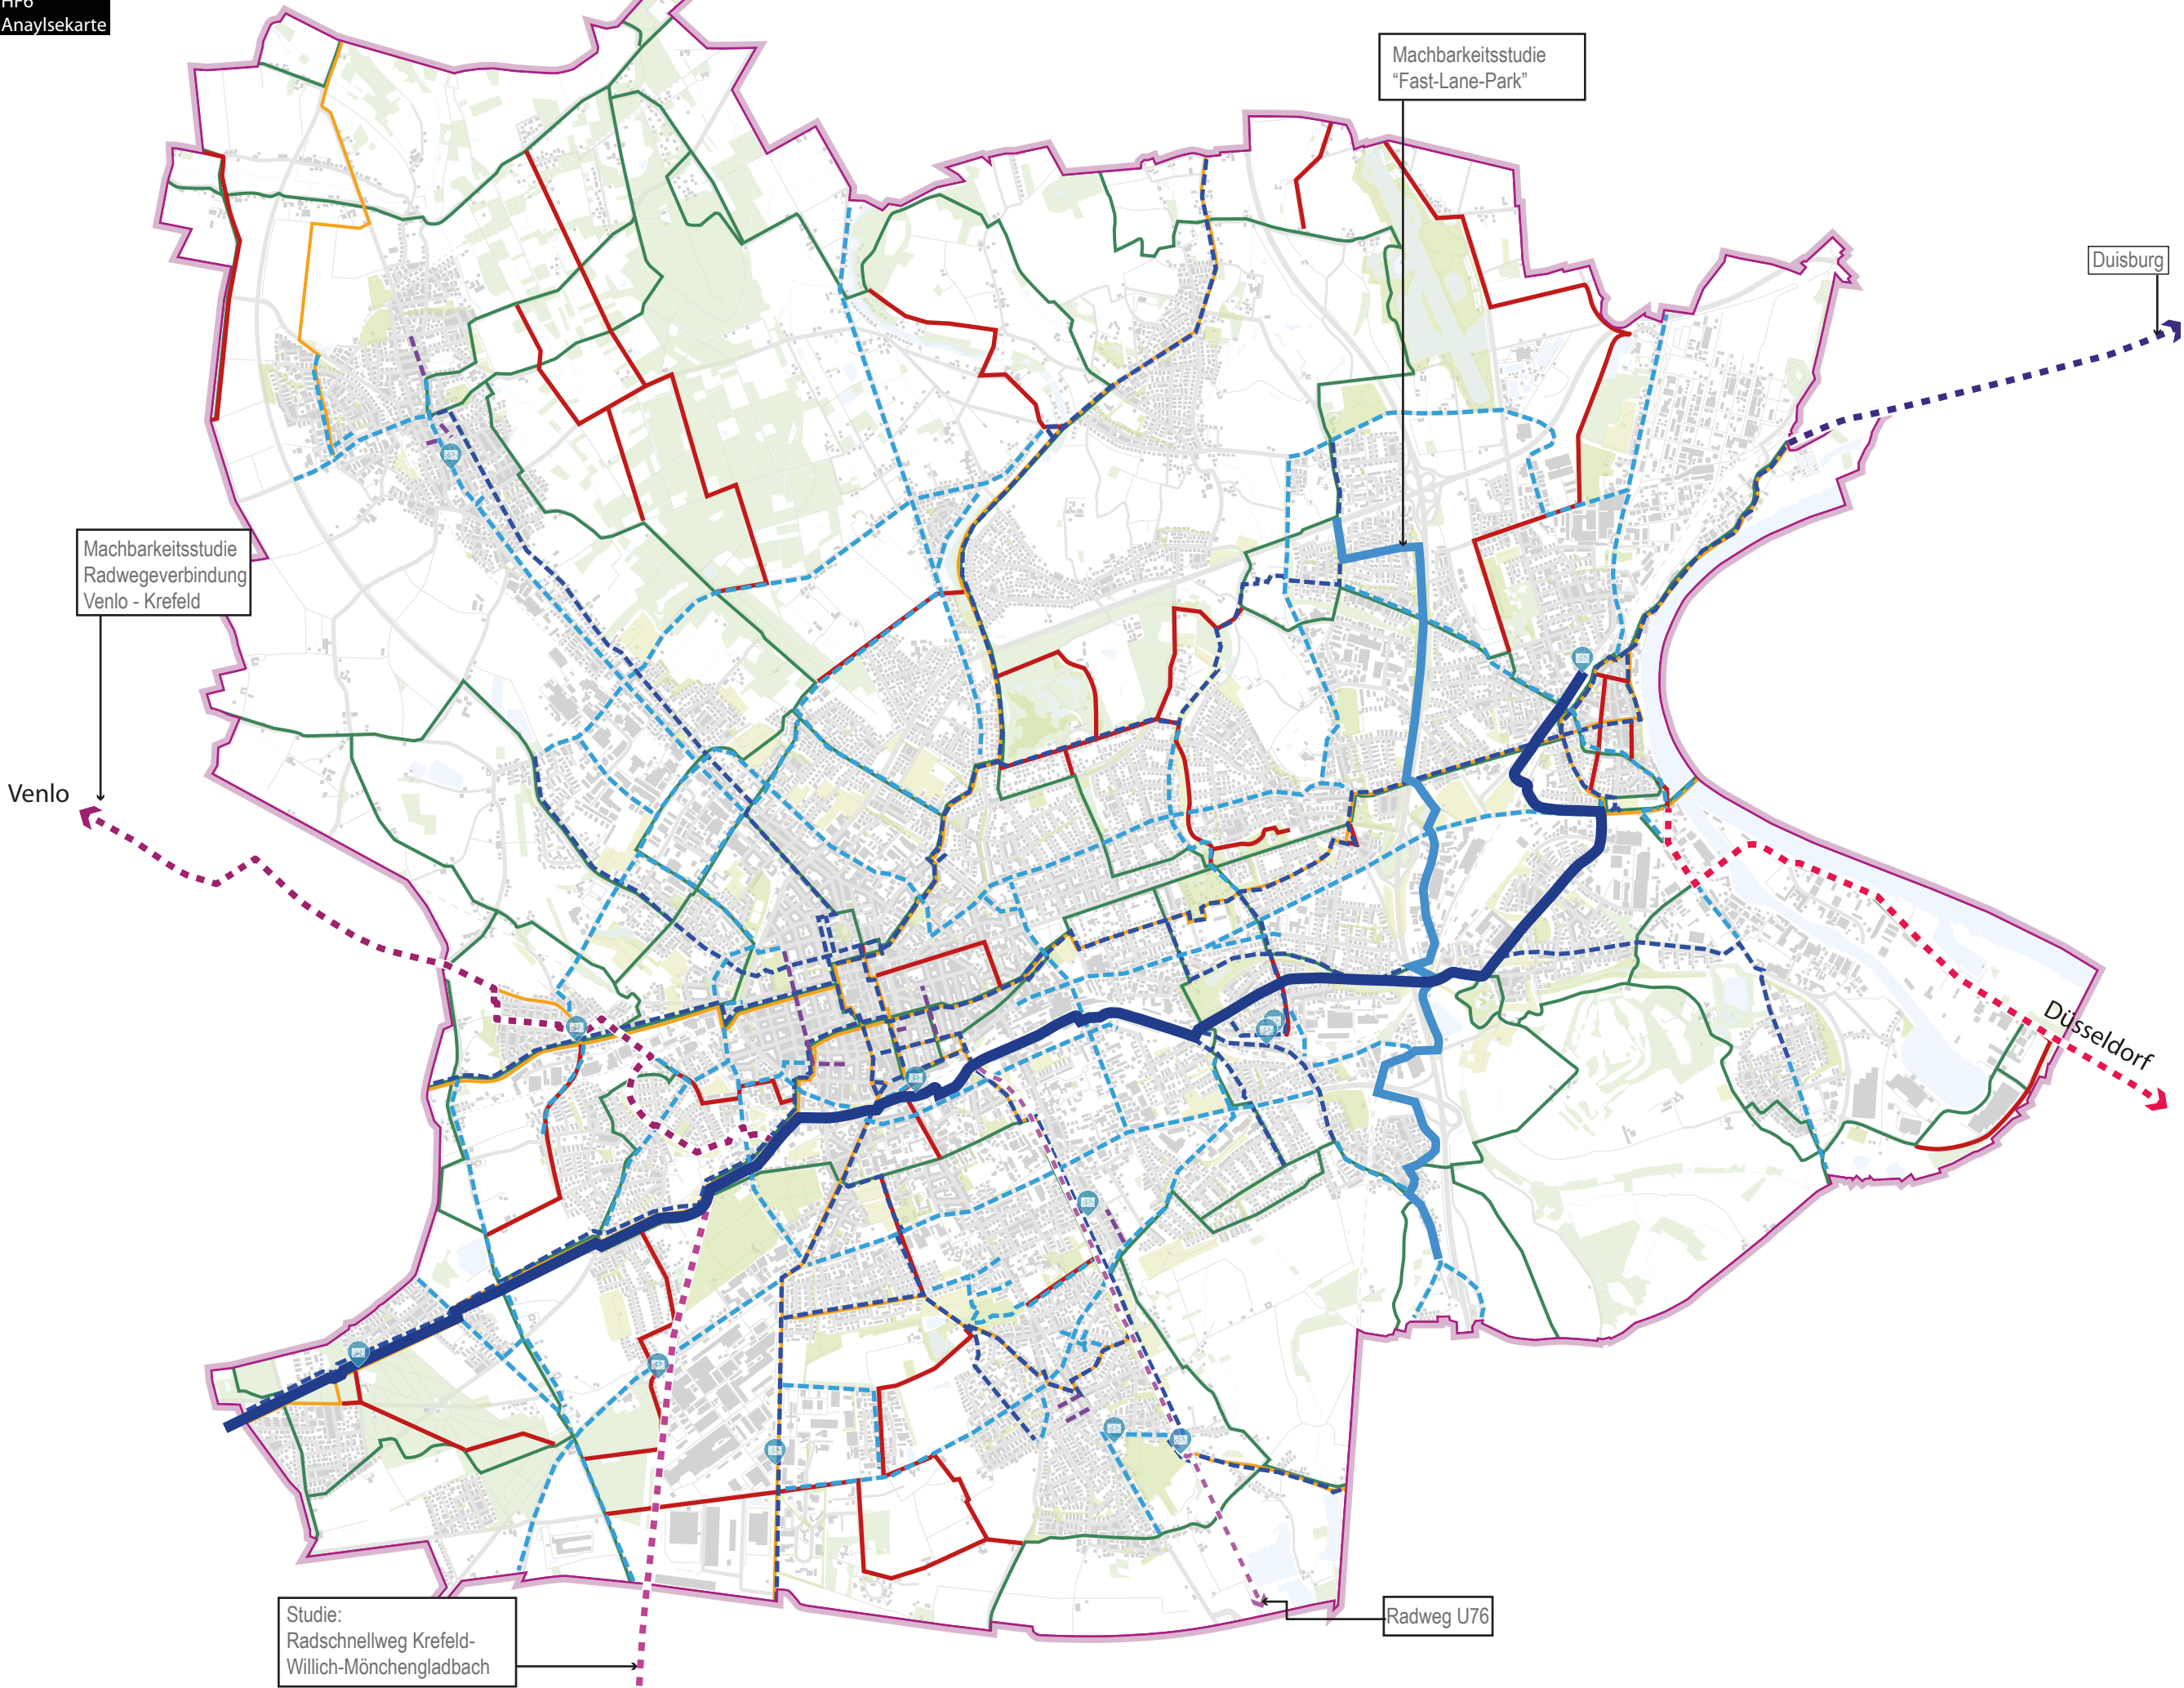 HF6
Anaylsekarte
Machbarkeitsstudie
“Fast-Lane-Park”
Duisburg
Machbarkeitsstudie
Radwegeverbindung
Venlo - Krefeld
Venlo
Düsseldorf
Studie:
Radschnellweg Krefeld-
Willich-Mönchengladbach
Radweg U76